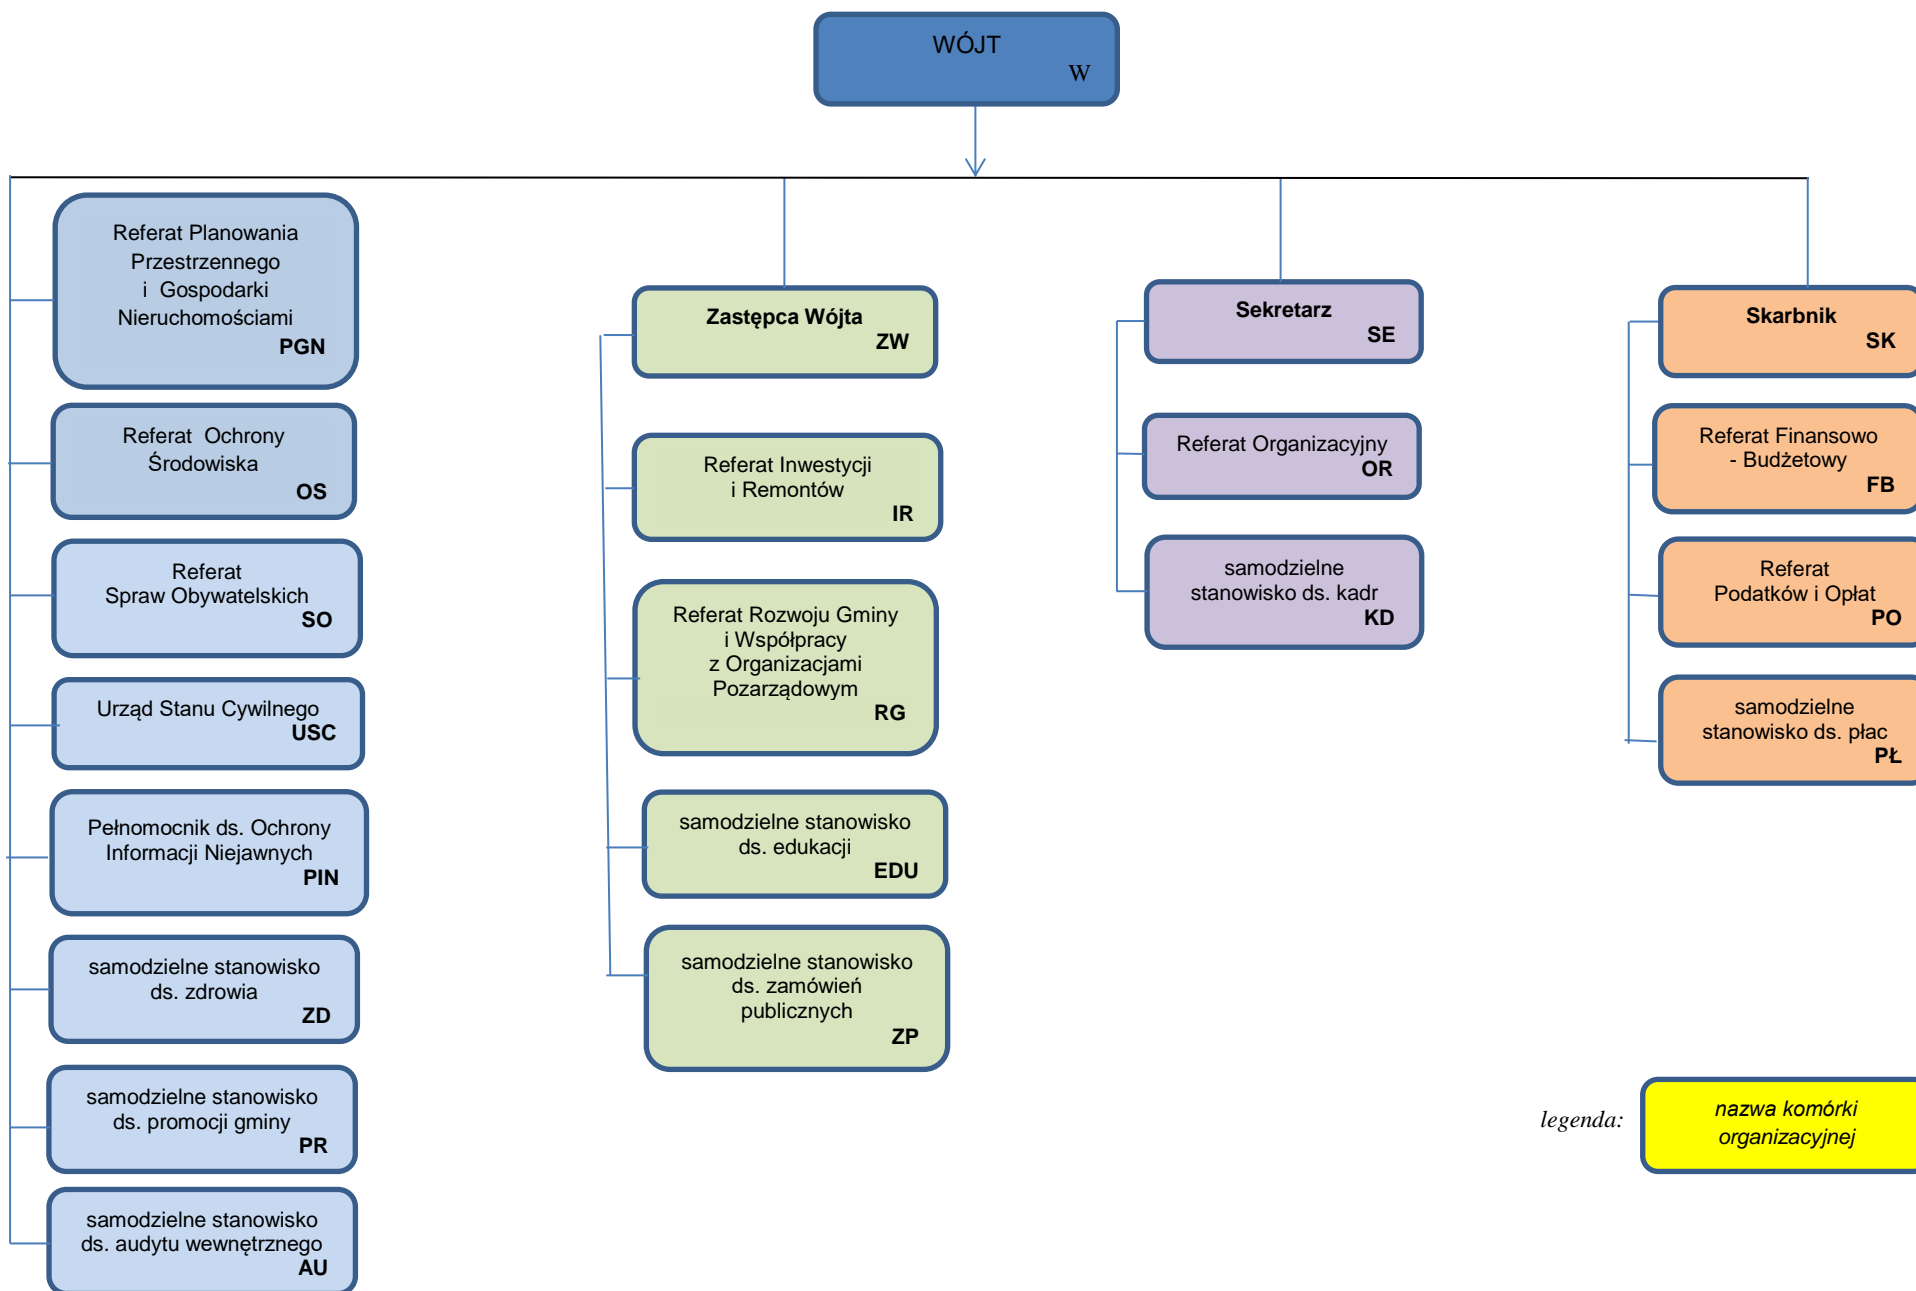 WÓJT
W
Referat Planowania
Przestrzennego
i Gospodarki
Nieruchomościami
PGN
Referat Ochrony
Środowiska
OS
Referat
Spraw Obywatelskich
SO
Urząd Stanu Cywilnego
USC
Pełnomocnik ds. Ochrony
Informacji Niejawnych
PIN
samodzielne stanowisko
ds. zdrowia
ZD
samodzielne stanowisko
ds. promocji gminy
PR
samodzielne stanowisko
ds. audytu wewnętrznego
AU
Zastępca Wójta
ZW
Referat Inwestycji
i Remontów
IR
Referat Rozwoju Gminy
i Współpracy
z Organizacjami
Pozarządowym
RG
samodzielne stanowisko
ds. edukacji
EDU
samodzielne stanowisko
ds. zamówień
publicznych
ZP
Sekretarz
SE
Referat Organizacyjny
OR
samodzielne
stanowisko ds. kadr
KD
Skarbnik
SK
Referat Finansowo
- Budżetowy
FB
Referat
Podatków i Opłat
PO
samodzielne
stanowisko ds. płac
PŁ
legenda:
nazwa komórki
organizacyjnej